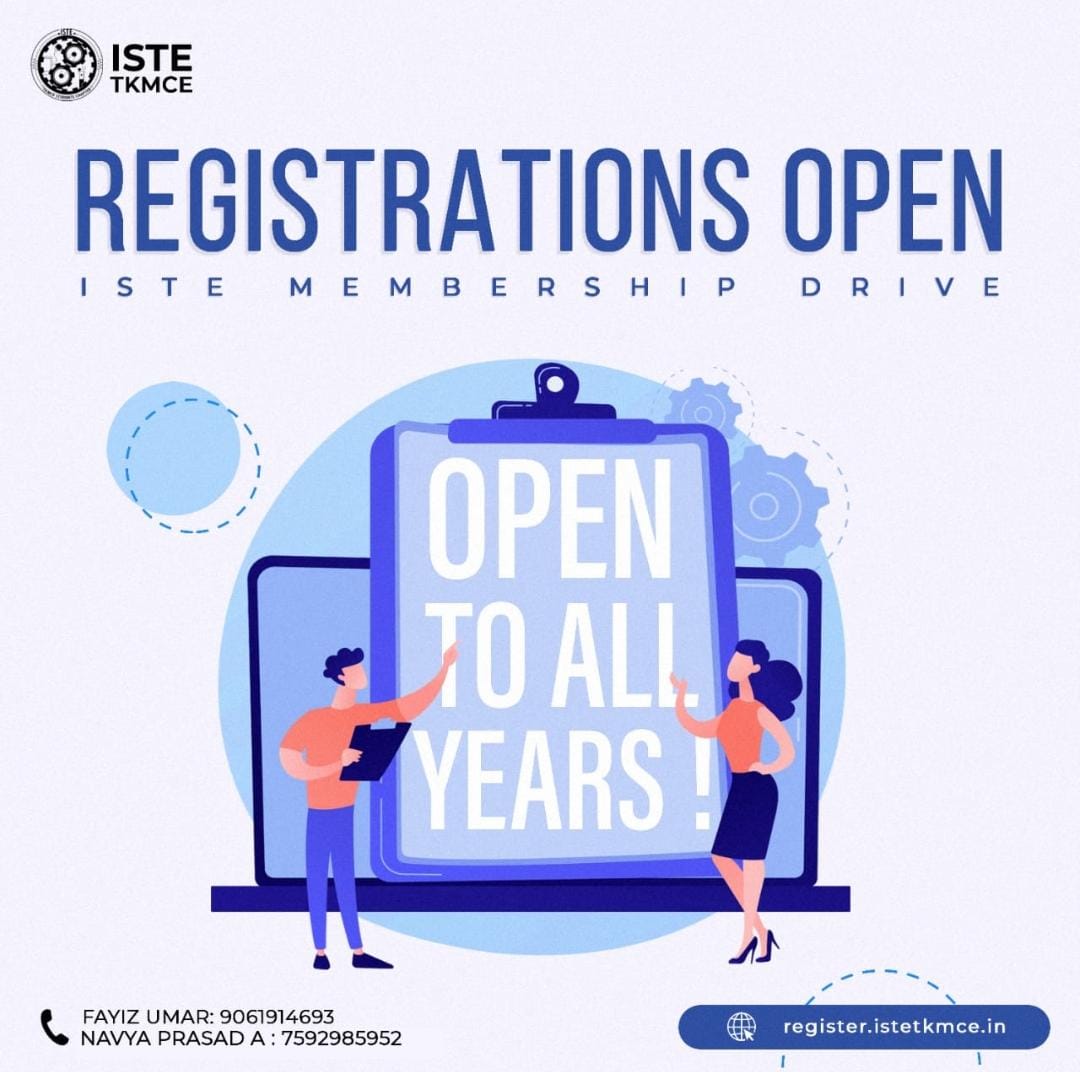 ISTE
TKMCE
REGISTRATIONS OPEN
ISTE MEMBERSHIP DRIVE
OPEN
TO ALL
YEARS !
FAYIZ UMAR: 9061914693
NAVYA PRASAD A : 7592985952
register.istetkmce.in